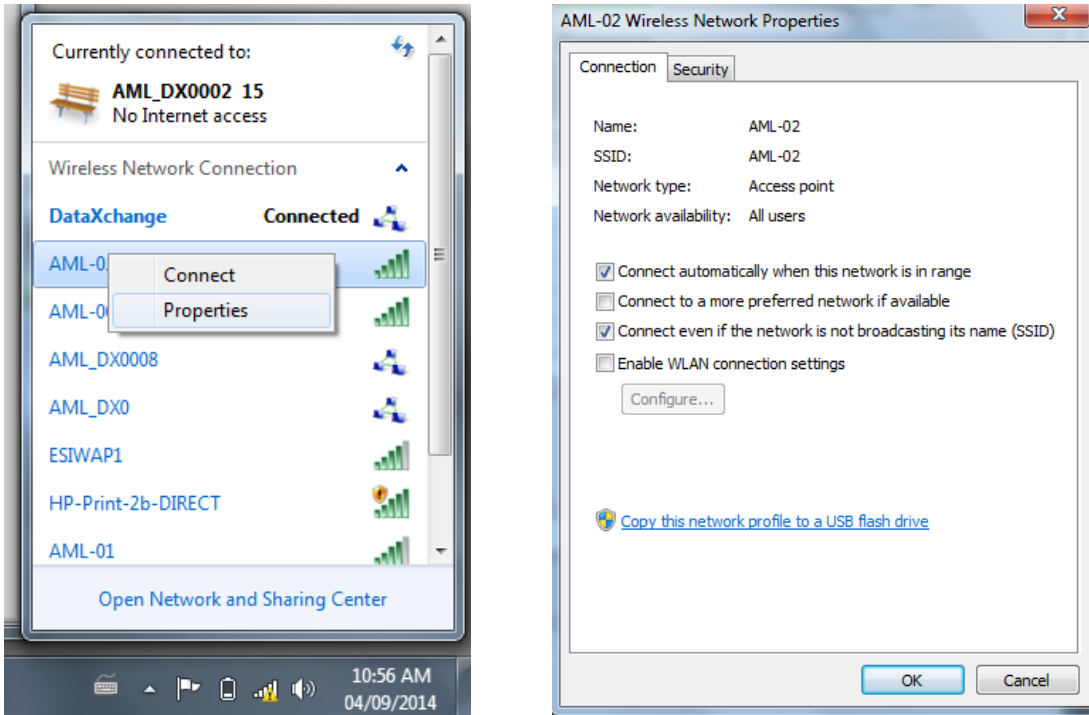 Currently connected to:
AML_DX0002 15
No Internet access
Wireless Network Connection
DataXchange Connected
AML-0
Connect
Properties
AML-0
AML_DX0008
AML_DX0
ESIWAP1
HP-Print-2b-DIRECT
AML-01
Open Network and Sharing Center
10:56 AM
04/09/2014
AML-02 Wireless Network Properties
Connection Security
Name: AML-02
SSID: AML-02
Network type: Access point
Network availability: All users
Connect automatically when this network is in range
Connect to a more preferred network if available
Connect even if the network is not broadcasting its name (SSID)
Enable WLAN connection settings
Configure...
Copy this network profile to a USB flash drive
OK Cancel